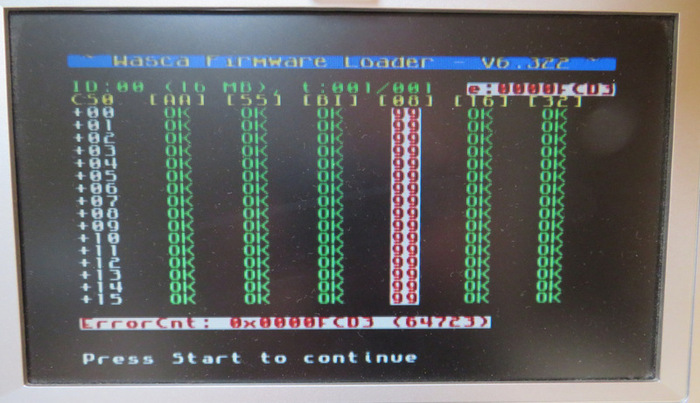 ~ Wasca Firmware Loader - V6.322 ~
ID:00 (16 MB), t:001/001 e:0000FCD3
CS0 [AA] [55] [BI] [08] [16] [32]
+00 OK OK OK 99 OK OK
+01 OK OK OK 99 OK OK
+02 OK OK OK 99 OK OK
+03 OK OK OK 99 OK OK
+04 OK OK OK 99 OK OK
+05 OK OK OK 99 OK OK
+06 OK OK OK 99 OK OK
+07 OK OK OK 99 OK OK
+08 OK OK OK 99 OK OK
+09 OK OK OK 99 OK OK
+10 OK OK OK 99 OK OK
+11 OK OK OK 99 OK OK
+12 OK OK OK 99 OK OK
+13 OK OK OK 99 OK OK
+14 OK OK OK 99 OK OK
+15 OK OK OK 99 OK OK
ErrorCnt: 0x0000FCD3 (64723)
Press Start to continue